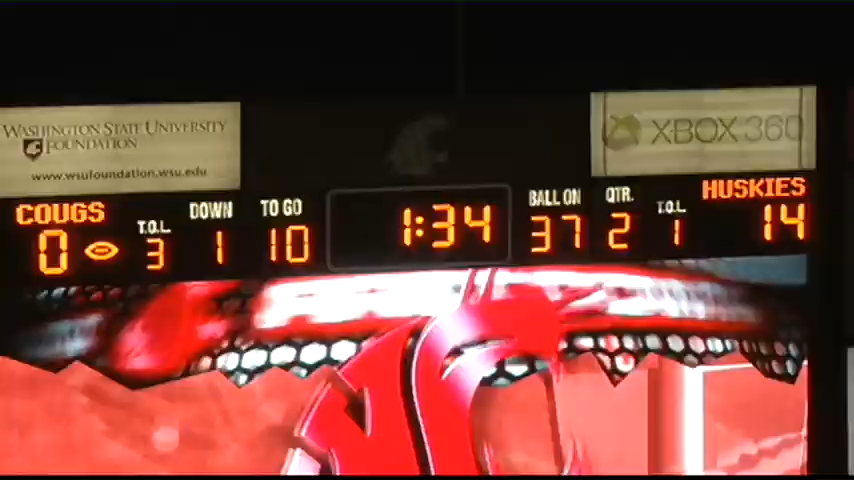 WASHINGTON STATE UNIVERSITY
FOUNDATION
www.wsufoundation.wsu.edu
XBOX 360
COUGS
T.O.L.
DOWN
TO GO
1:34
BALL ON
QTR.
T.O.L.
HUSKIES
0
3
1
10
37
2
1
14